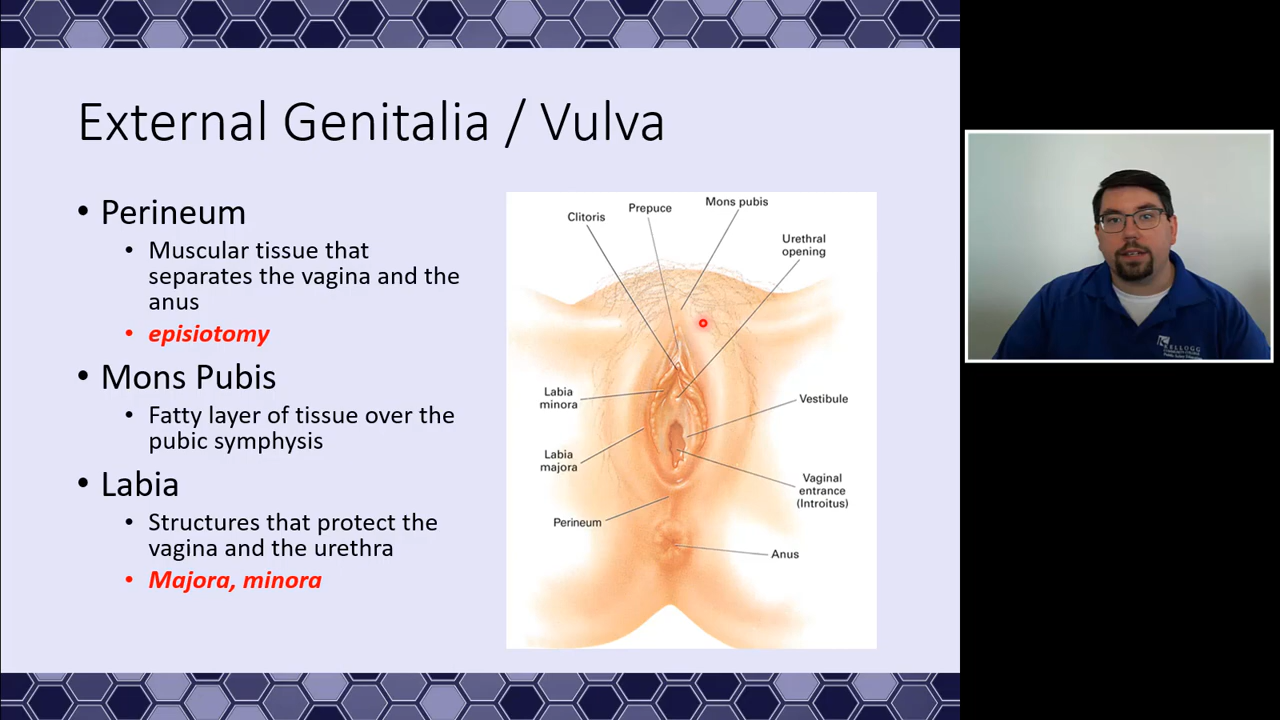 External Genitalia / Vulva
• Perineum
• Muscular tissue that
separates the vagina and the
anus
• episiotomy
• Mons Pubis
• Fatty layer of tissue over the
pubic symphysis
• Labia
• Structures that protect the
vagina and the urethra
• Majora, minora
Clitoris
Prepuce
Mons pubis
Urethral
opening
Labia
minora
Vestibule
Labia
majora
Vaginal
entrance
(Introitus)
Perineum
Anus
KELLOGG